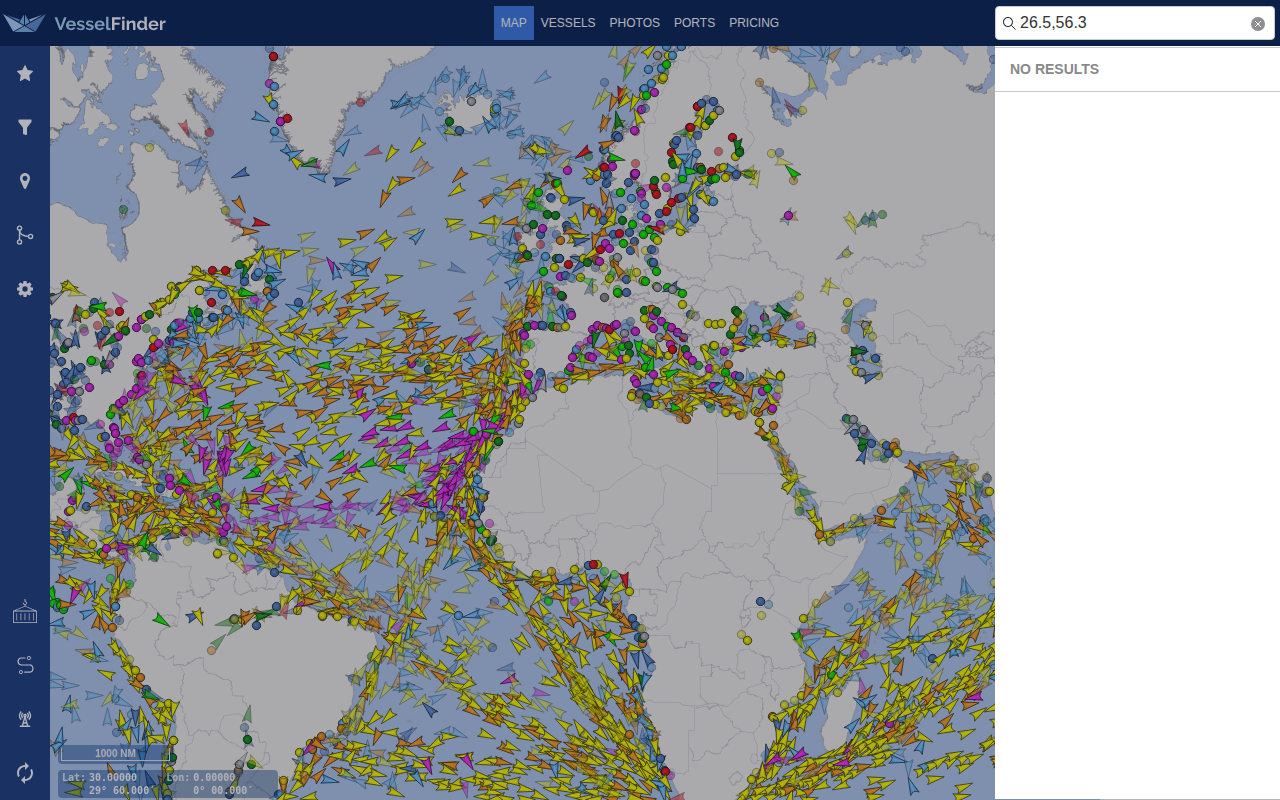 VesselFinder
MAP VESSELS PHOTOS PORTS PRICING
26.5,56.3
NO RESULTS
1000 NM
Lat: 30.00000 Lon: 0.00000
29° 60.000' 0° 00.000'